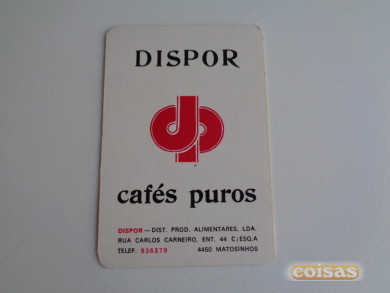 DISPOR
dp
cafés puros
DISPOR — DIST. PROD. ALIMENTARES, LDA.
RUA CARLOS CARNEIRO, ENT. 44 C/ESQ.A
TELEF. 936379 4450 MATOSINHOS
coisas